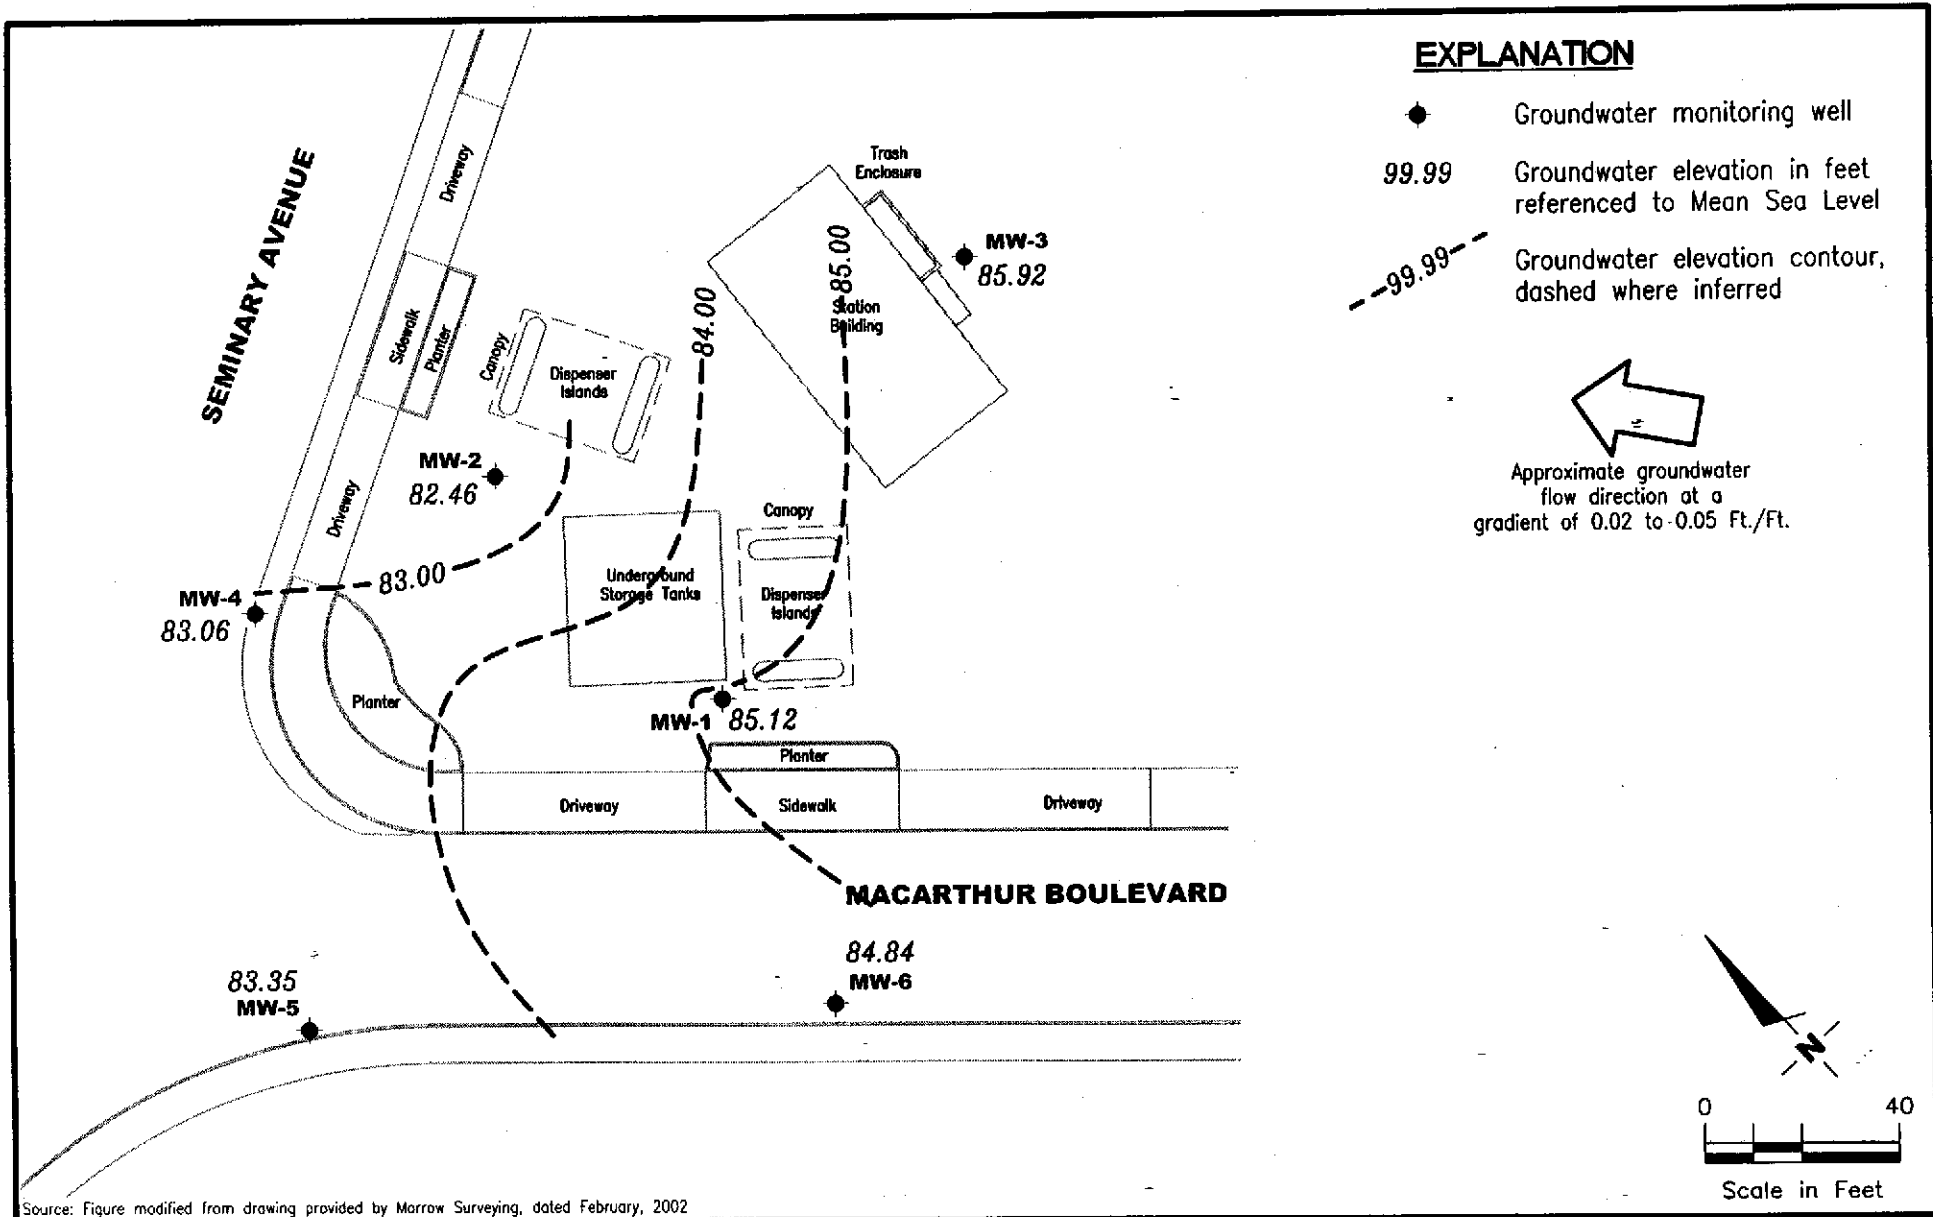 EXPLANATION
Groundwater monitoring well
99.99
Groundwater elevation in feet
referenced to Mean Sea Level
99.99
Groundwater elevation contour,
dashed where inferred
Approximate groundwater
flow direction at a
gradient of 0.02 to 0.05 Ft./Ft.
SEMINARY AVENUE
Driveway
Sidewalk
Planter
Driveway
Canopy
Dispenser
Islands
Trash
Enclosure
Station
Building
84.00
85.00
MW-3
85.92
MW-2
82.46
83.00
MW-4
83.06
Canopy
Underground
Storage Tanks
Dispenser
Islands
Planter
MW-1
85.12
Planter
Driveway
Sidewalk
Driveway
MACARTHUR BOULEVARD
83.35
MW-5
84.84
MW-6
N
0 40
Scale in Feet
Source: Figure modified from drawing provided by Morrow Surveying, dated February, 2002